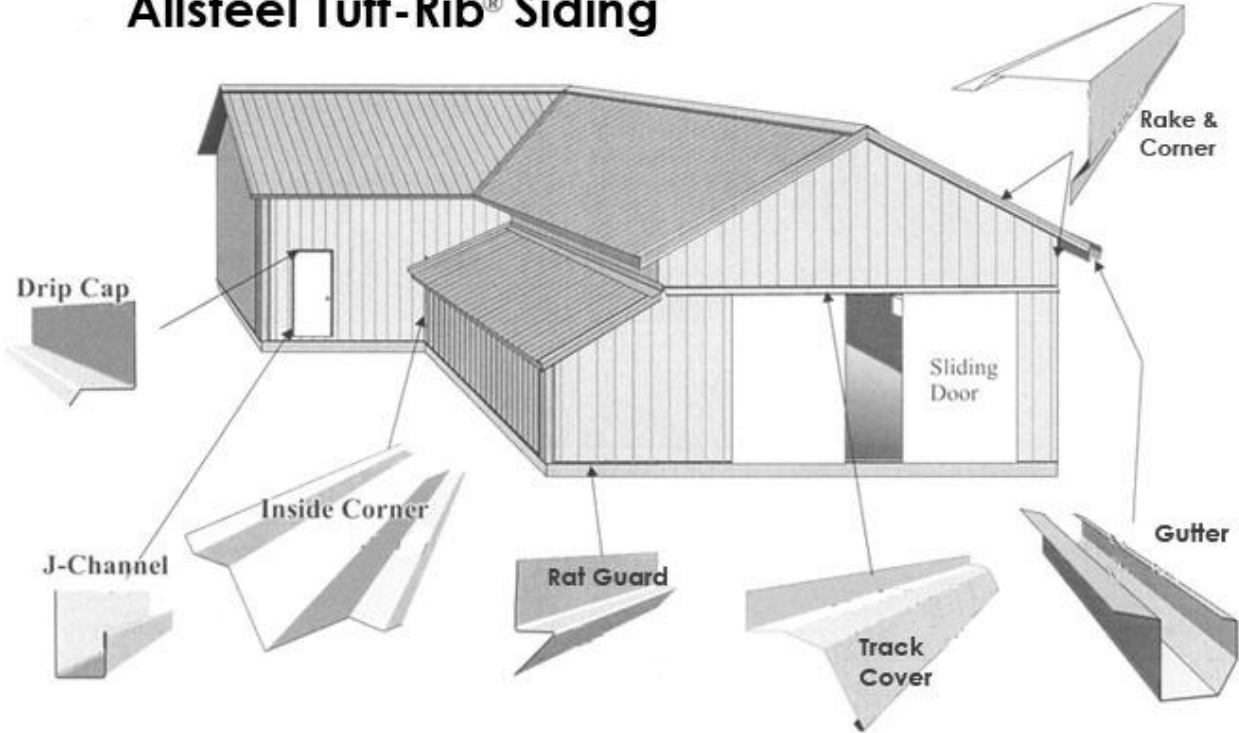 Allsteel Tuff-Rib® Siding
Rake &
Corner
Drip Cap
Sliding
Door
Inside Corner
Gutter
J-Channel
Rat Guard
Track
Cover